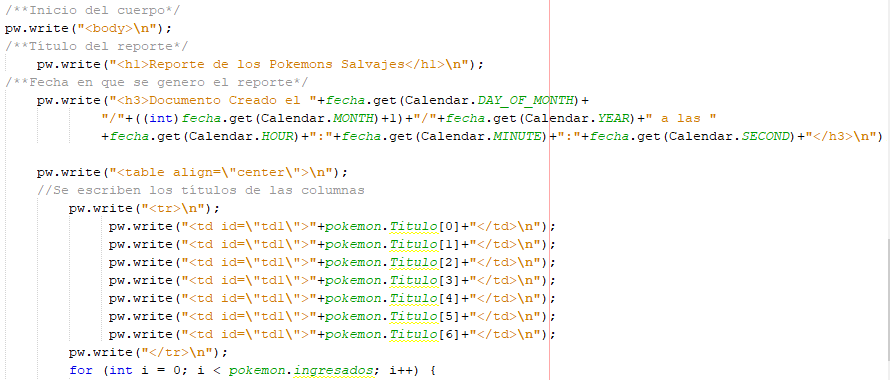 /**Inicio del cuerpo*/
pw.write("<body>\n");
/**Titulo del reporte*/
pw.write("<h1>Reporte de los Pokemons Salvajes</h1>\n");
/**Fecha en que se genero el reporte*/
pw.write("<h3>Documento Creado el "+fecha.get(Calendar.DAY_OF_MONTH)+
"/"+((int)fecha.get(Calendar.MONTH)+1)+"/"+fecha.get(Calendar.YEAR)+" a las "
+fecha.get(Calendar.HOUR)+":"+fecha.get(Calendar.MINUTE)+":"+fecha.get(Calendar.SECOND)+"</h3>\n")
pw.write("<table align=\"center\">\n");
//Se escriben los títulos de las columnas
pw.write("<tr>\n");
pw.write("<td id=\"td1\">"+pokemon.Titulo[0]+"</td>\n");
pw.write("<td id=\"td1\">"+pokemon.Titulo[1]+"</td>\n");
pw.write("<td id=\"td1\">"+pokemon.Titulo[2]+"</td>\n");
pw.write("<td id=\"td1\">"+pokemon.Titulo[3]+"</td>\n");
pw.write("<td id=\"td1\">"+pokemon.Titulo[4]+"</td>\n");
pw.write("<td id=\"td1\">"+pokemon.Titulo[5]+"</td>\n");
pw.write("<td id=\"td1\">"+pokemon.Titulo[6]+"</td>\n");
pw.write("</tr>\n");
for (int i = 0; i < pokemon.ingresados; i++) {